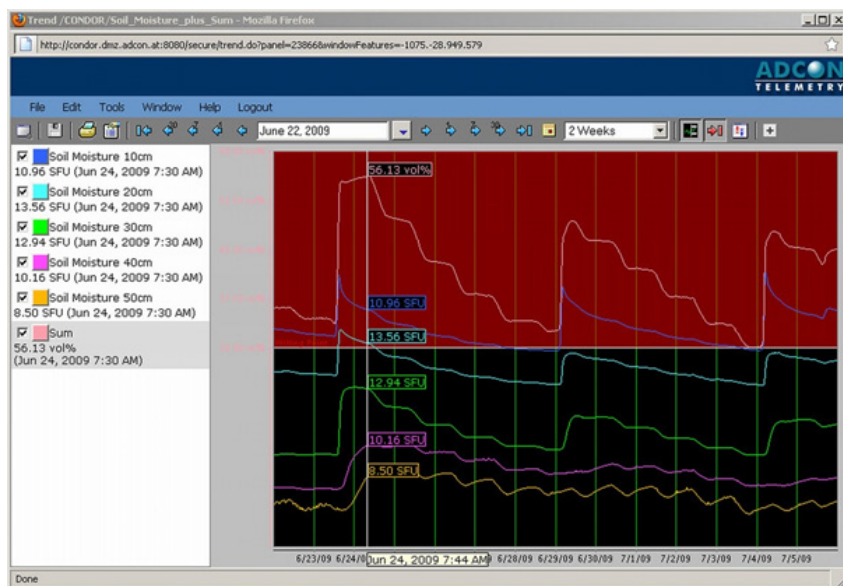 Trend /CONDOR/Soil_Moisture_plus_Sum - Mozilla Firefox
http://condor.dmz.adcon.at:8080/secure/trend.do?panel=23866&windowFeatures=-1075.-28.949.579
ADCON
TELEMETRY
File Edit Tools Window Help Logout
June 22, 2009
2 Weeks
Soil Moisture 10cm
10.96 SFU (Jun 24, 2009 7:30 AM)
Soil Moisture 20cm
13.56 SFU (Jun 24, 2009 7:30 AM)
Soil Moisture 30cm
12.94 SFU (Jun 24, 2009 7:30 AM)
Soil Moisture 40cm
10.16 SFU (Jun 24, 2009 7:30 AM)
Soil Moisture 50cm
8.50 SFU (Jun 24, 2009 7:30 AM)
Sum
56.13 vol%
(Jun 24, 2009 7:30 AM)
56.13 vol%
10.96 SFU
13.56 SFU
12.94 SFU
10.16 SFU
8.50 SFU
6/23/09 6/24/0 Jun 24, 2009 7:44 AM 9 6/28/09 6/29/09 6/30/09 7/1/09 7/2/09 7/3/09 7/4/09 7/5/09
Done